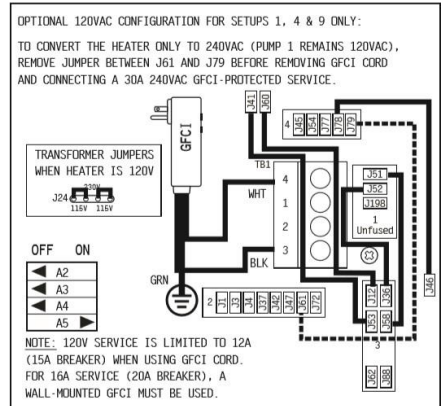 OPTIONAL 120VAC CONFIGURATION FOR SETUPS 1, 4 & 9 ONLY:
TO CONVERT THE HEATER ONLY TO 240VAC (PUMP 1 REMAINS 120VAC),
REMOVE JUMPER BETWEEN J61 AND J79 BEFORE REMOVING GFCI CORD
AND CONNECTING A 30A 240VAC GFCI-PROTECTED SERVICE.
GFCI
J41
J60
4
J45
J54
J77
J78
J79
TRANSFORMER JUMPERS
WHEN HEATER IS 120V
230V
J24
116V 116V
TB1
WHT
4
1
2
3
BLK
J51
J52
J198
1
Unfused
OFF ON
A2
A3
A4
A5
GRN
2
J1
J3
J4
J37
J42
J47
J61
J72
J12
J36
J53
J58
3
J62
J88
J46
NOTE: 120V SERVICE IS LIMITED TO 12A
(15A BREAKER) WHEN USING GFCI CORD.
FOR 16A SERVICE (20A BREAKER), A
WALL-MOUNTED GFCI MUST BE USED.